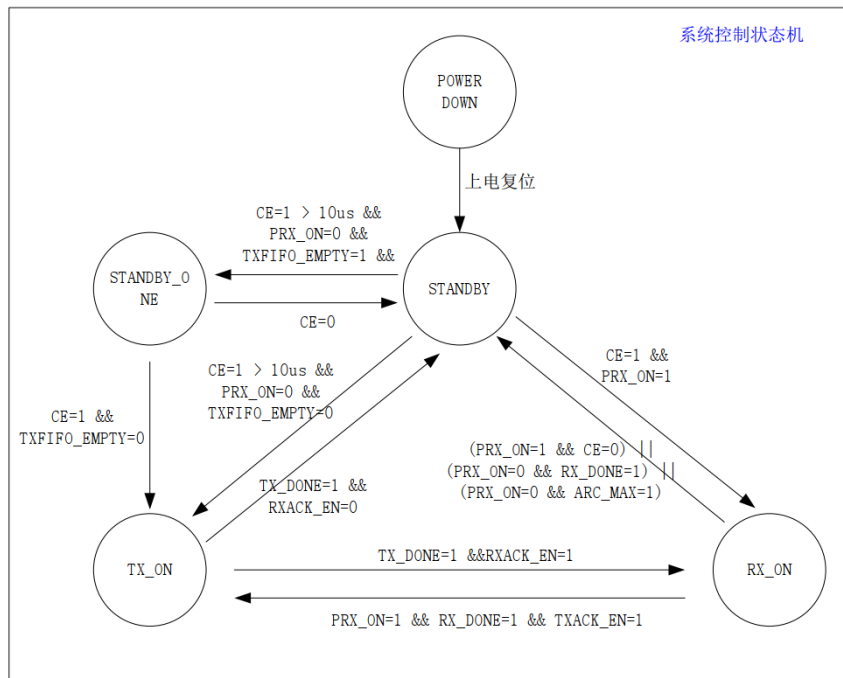 系统控制状态机
POWER
DOWN
上电复位
CE=1 > 10us &&
PRX_ON=0 &&
TXFIFO_EMPTY=1 &&
STANDBY_O
NE
STANDBY
CE=0
CE=1 > 10us &&
PRX_ON=0 &&
TXFIFO_EMPTY=0
CE=1 &&
PRX_ON=1
CE=1 &&
TXFIFO_EMPTY=0
(PRX_ON=1 && CE=0) ||
(PRX_ON=0 && RX_DONE=1) ||
(PRX_ON=0 && ARC_MAX=1)
TX_DONE=1 &&
RXACK_EN=0
TX_ON
TX_DONE=1 &&RXACK_EN=1
RX_ON
PRX_ON=1 && RX_DONE=1 && TXACK_EN=1